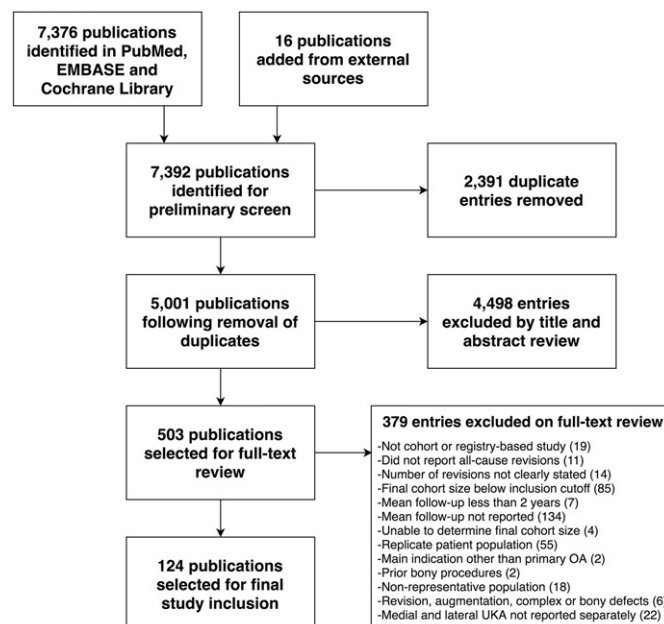 7,376 publications
identified in PubMed,
EMBASE and
Cochrane Library
16 publications
added from external
sources
7,392 publications
identified for
preliminary screen
2,391 duplicate
entries removed
5,001 publications
following removal of
duplicates
4,498 entries
excluded by title and
abstract review
503 publications
selected for full-text
review
379 entries excluded on full-text review
-Not cohort or registry-based study (19)
-Did not report all-cause revisions (11)
-Number of revisions not clearly stated (14)
-Final cohort size below inclusion cutoff (85)
-Mean follow-up less than 2 years (7)
-Mean follow-up not reported (134)
-Unable to determine final cohort size (4)
-Replicate patient population (55)
-Main indication other than primary OA (2)
-Prior bony procedures (2)
-Non-representative population (18)
-Revision, augmentation, complex or bony defects (6)
-Medial and lateral UKA not reported separately (22)
124 publications
selected for final
study inclusion